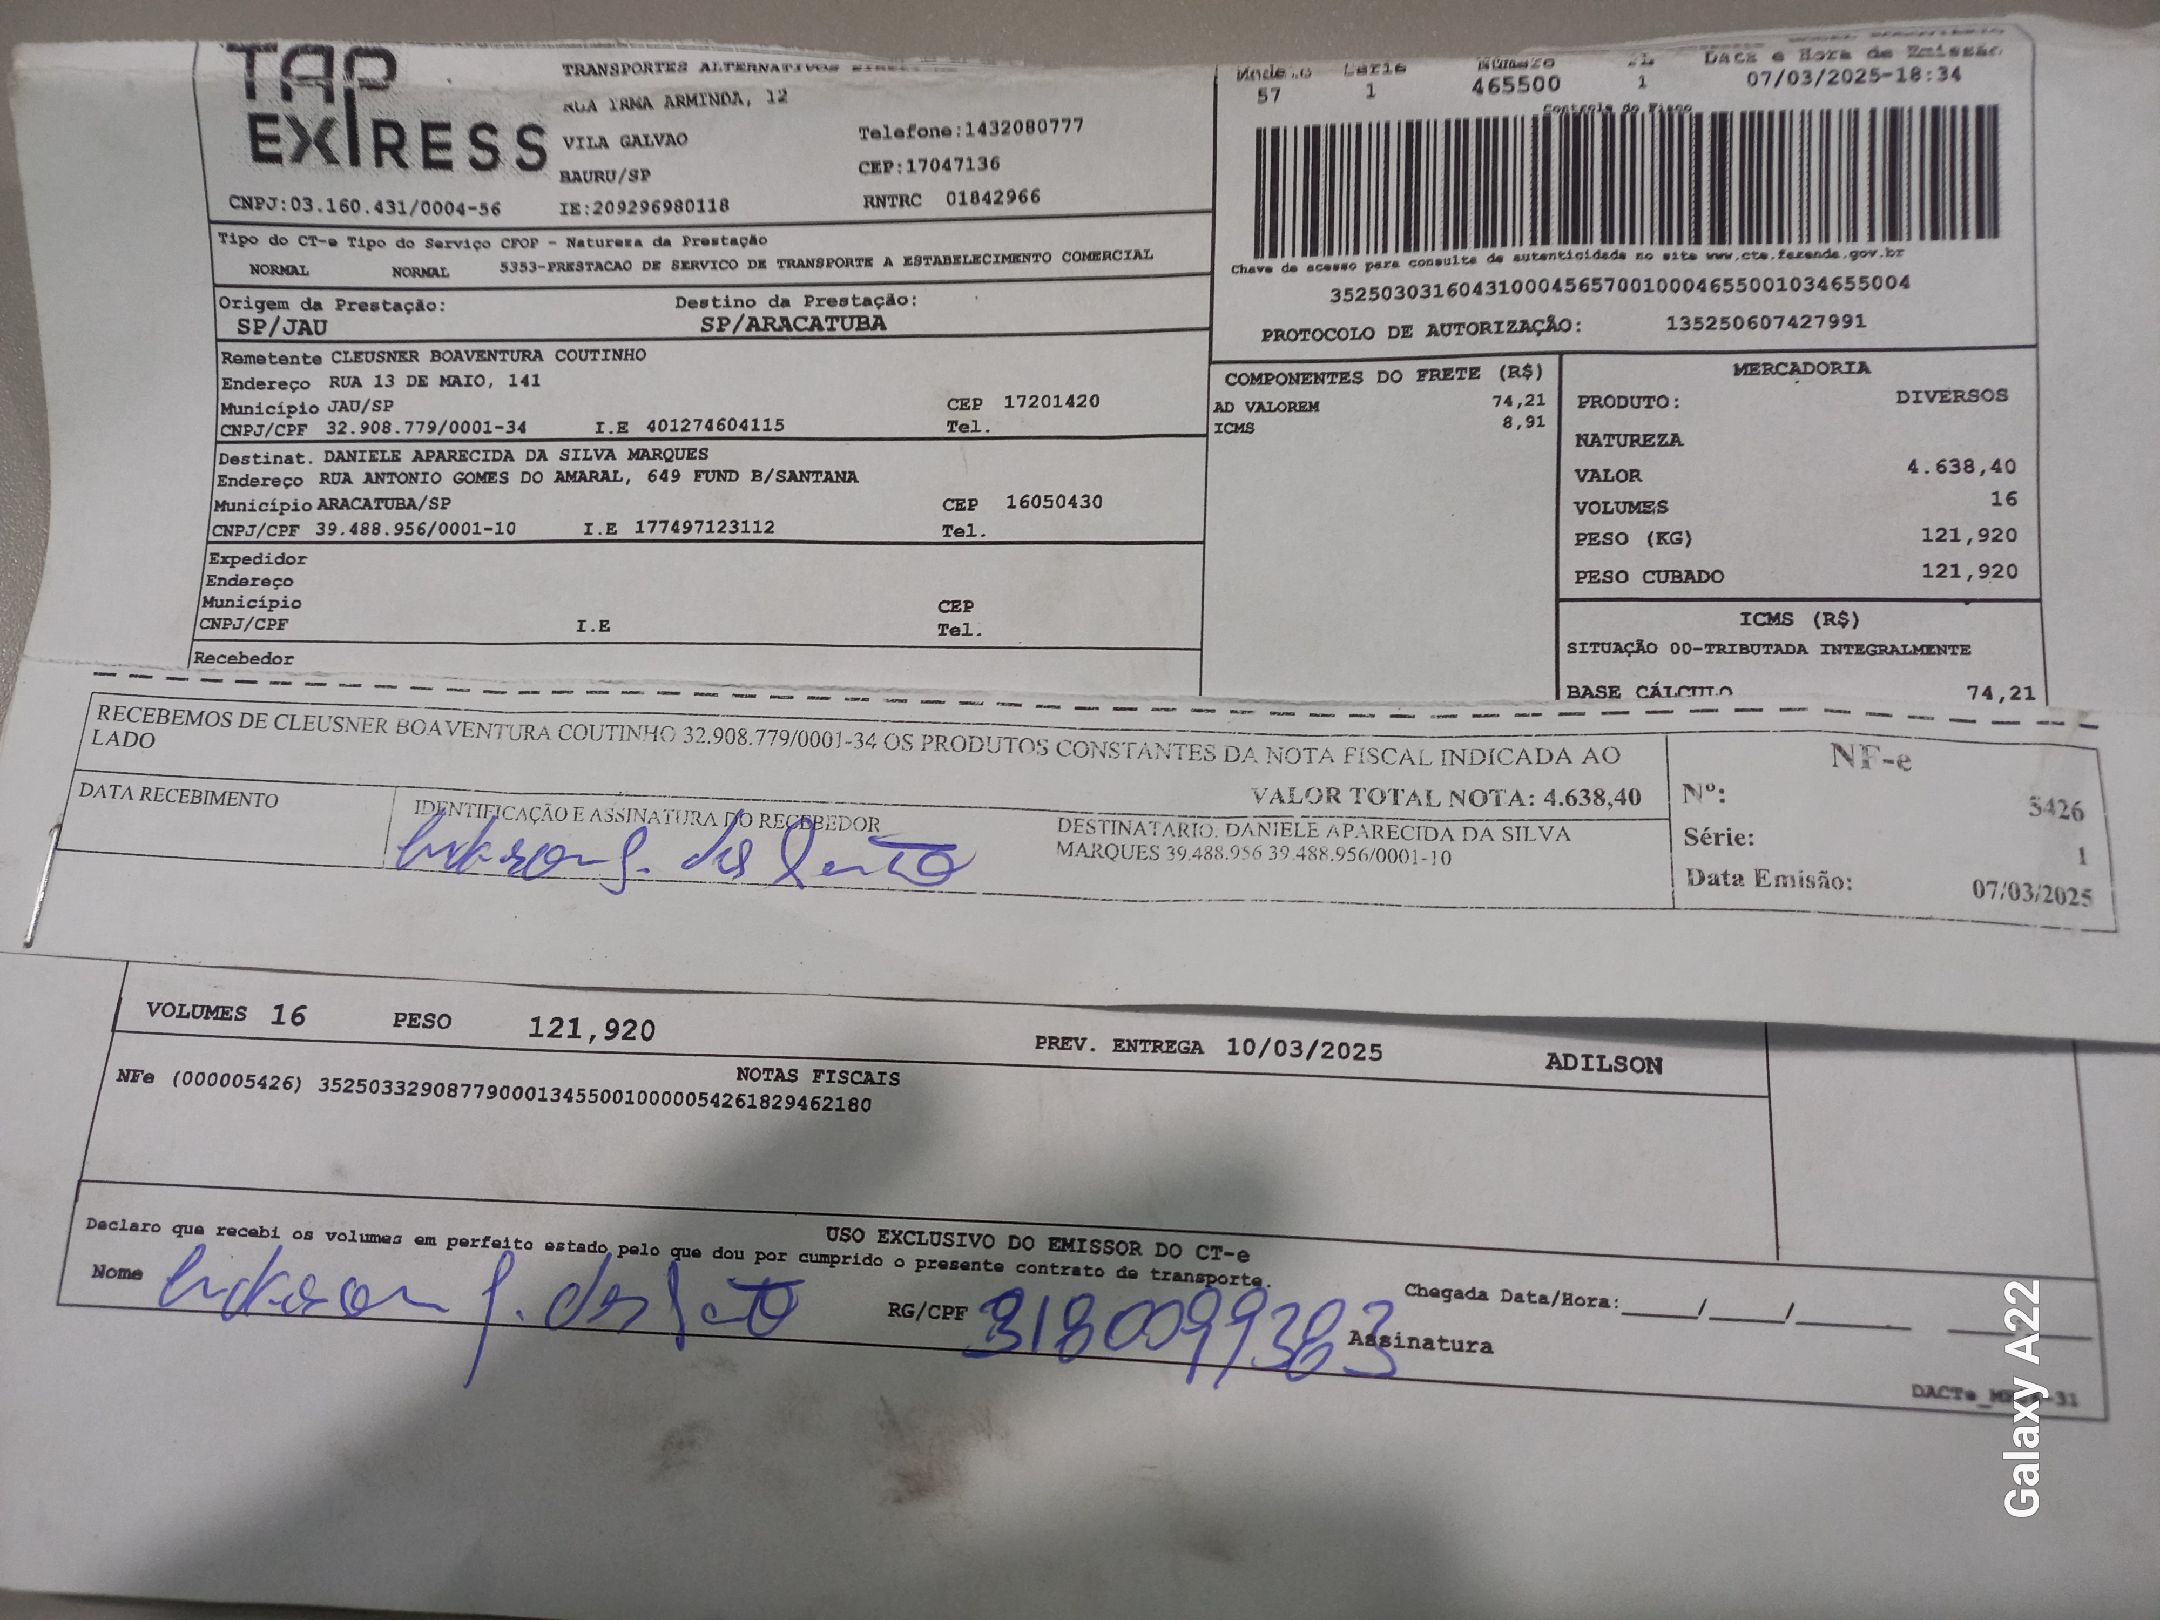 TAP
EXPRESS
TRANSPORTES ALTERNATIVOS
RUA IRMA ARMINDA, 12
VILA GALVAO
Telefone:1432080777
CEP:17047136
BAURU/SP
CNPJ:03.160.431/0004-56 IE:209296980118 RNTRC 01842966
Modelo Serie Número FL Data e Hora de Emissão
57 1 465500 1 07/03/2025-18:34
Controle do Fisco
Chave de acesso para consulta de autenticidade no site www.cte.fazenda.gov.br
35250303160431000456570010004655001034655004
PROTOCOLO DE AUTORIZAÇÃO: 135250607427991
Tipo do CT-e Tipo do Serviço CFOP - Natureza da Prestação
NORMAL NORMAL 5353-PRESTACAO DE SERVICO DE TRANSPORTE A ESTABELECIMENTO COMERCIAL
Origem da Prestação: Destino da Prestação:
SP/JAU SP/ARACATUBA
Remetente CLEUSNER BOAVENTURA COUTINHO
Endereço RUA 13 DE MAIO, 141
Município JAU/SP CEP 17201420
CNPJ/CPF 32.908.779/0001-34 I.E 401274604115 Tel.
Destinat. DANIELE APARECIDA DA SILVA MARQUES
Endereço RUA ANTONIO GOMES DO AMARAL, 649 FUND B/SANTANA
Município ARACATUBA/SP CEP 16050430
CNPJ/CPF 39.488.956/0001-10 I.E 177497123112 Tel.
Expedidor
Endereço
Município CEP
CNPJ/CPF I.E Tel.
Recebedor
COMPONENTES DO FRETE (R$)
AD VALOREM 74,21
ICMS 8,91
MERCADORIA
PRODUTO: DIVERSOS
NATUREZA
VALOR 4.638,40
VOLUMES 16
PESO (KG) 121,920
PESO CUBADO 121,920
ICMS (R$)
SITUAÇÃO 00-TRIBUTADA INTEGRALMENTE
BASE CÁLCULO 74,21
RECEBEMOS DE CLEUSNER BOAVENTURA COUTINHO 32.908.779/0001-34 OS PRODUTOS CONSTANTES DA NOTA FISCAL INDICADA AO
LADO
VALOR TOTAL NOTA: 4.638,40
DATA RECEBIMENTO
IDENTIFICAÇÃO E ASSINATURA DO RECEBEDOR
DESTINATARIO. DANIELE APARECIDA DA SILVA
MARQUES 39.488.956 39.488.956/0001-10
NF-e
Nº: 5426
Série: 1
Data Emisão: 07/03/2025
VOLUMES 16 PESO 121,920 PREV. ENTREGA 10/03/2025 ADILSON
NOTAS FISCAIS
NFe (000005426) 35250332908779000134550010000054261829462180
USO EXCLUSIVO DO EMISSOR DO CT-e
Declaro que recebi os volumes em perfeito estado pelo que dou por cumprido o presente contrato de transporte.
Nome RG/CPF 3180099383 Assinatura
Chegada Data/Hora:____/____/____
Galaxy A22